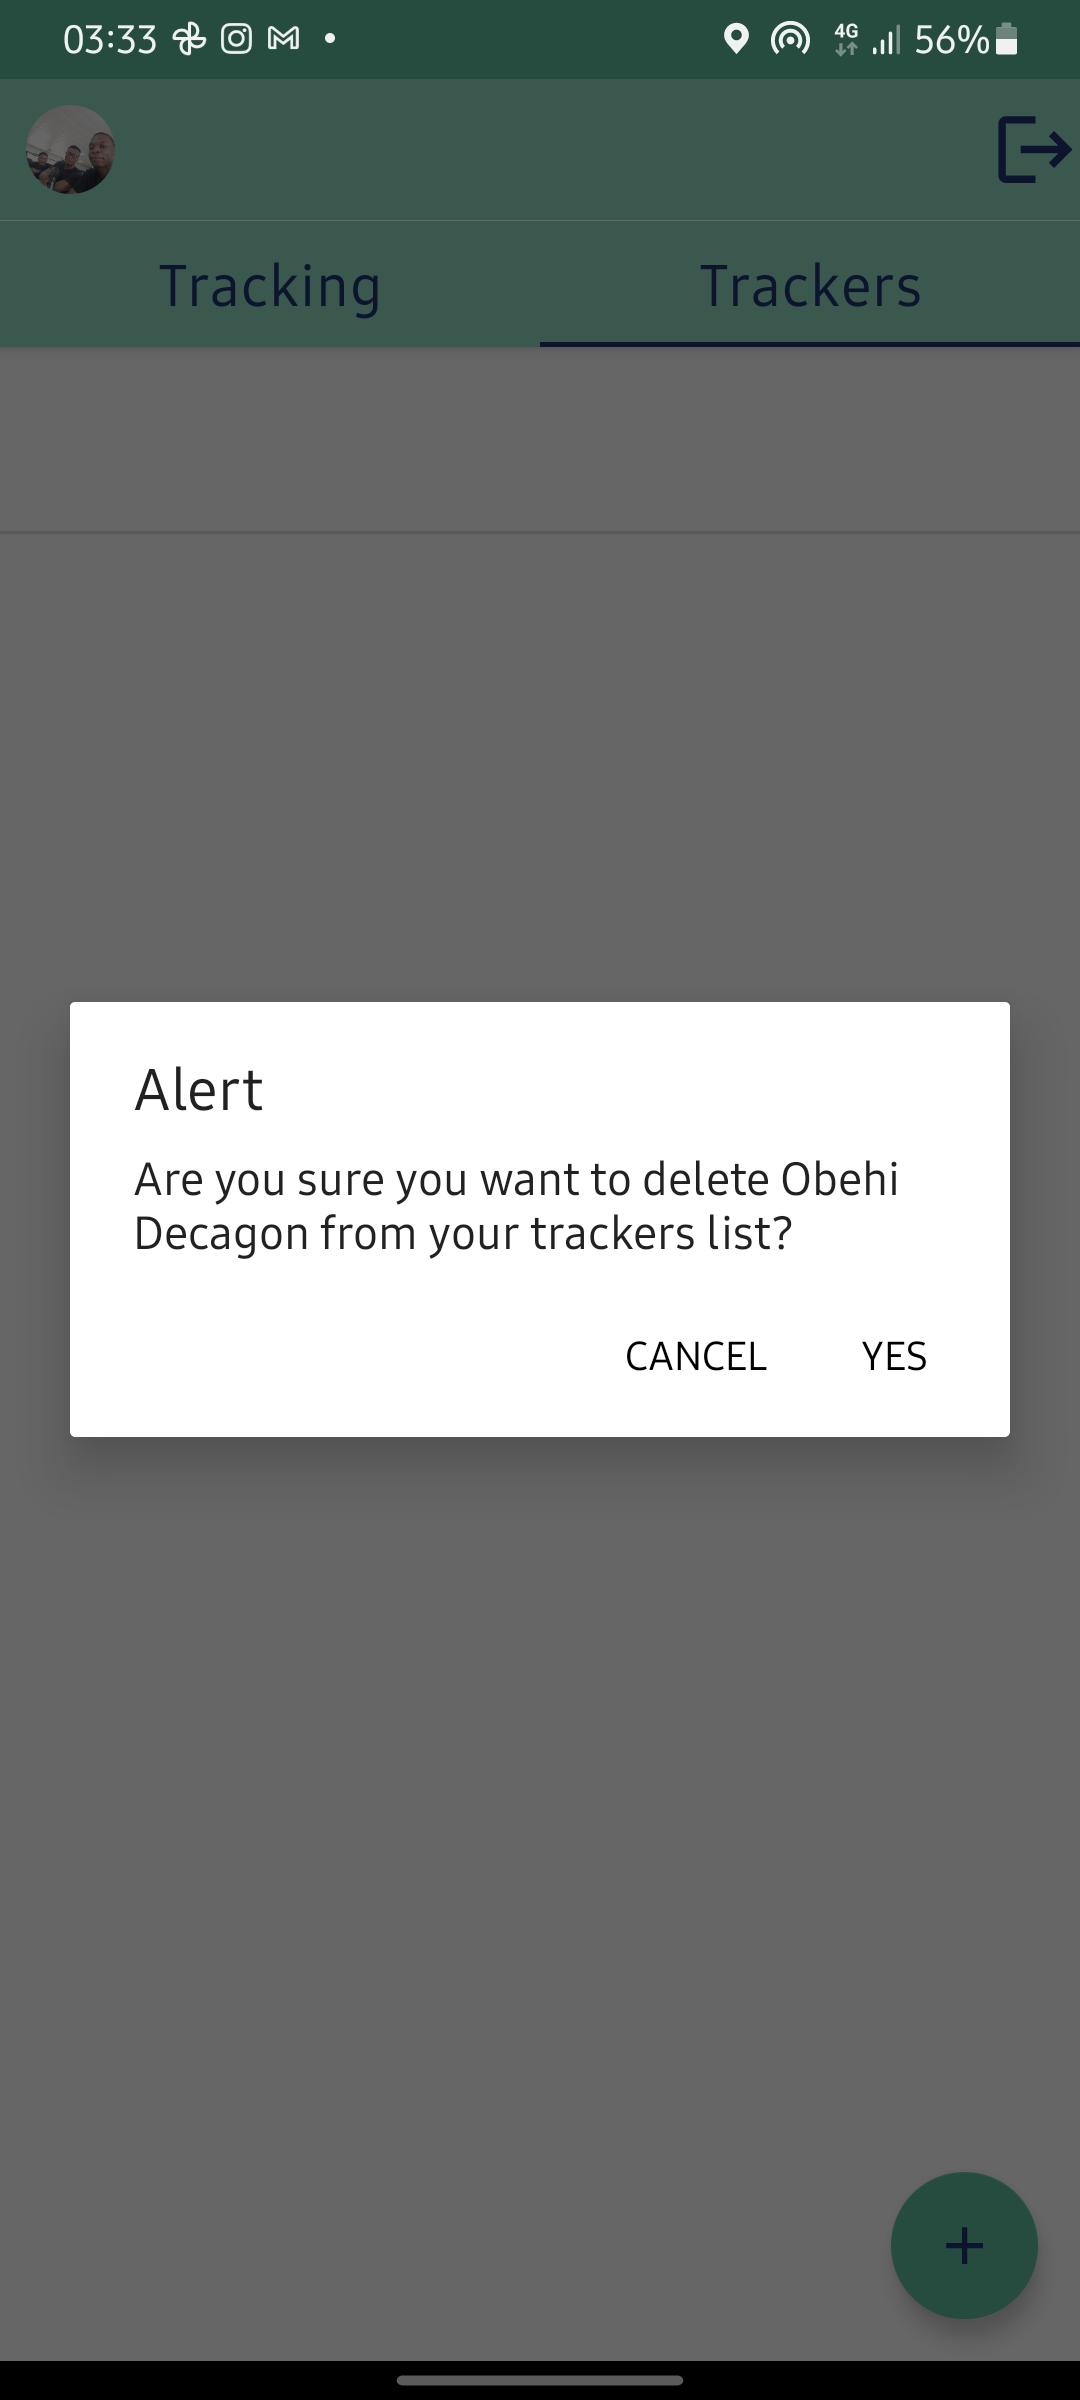 03:33
4G 56%
Tracking Trackers
Alert
Are you sure you want to delete Obehi
Decagon from your trackers list?
CANCEL YES